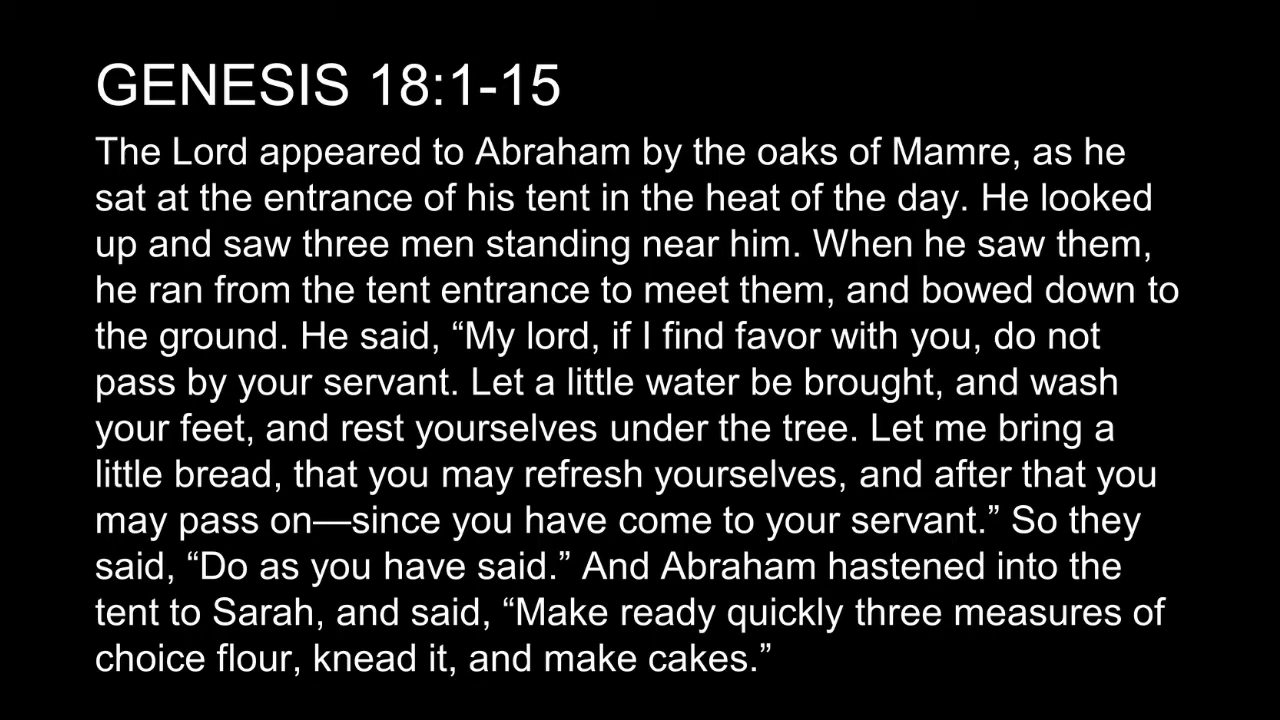 GENESIS 18:1-15
The Lord appeared to Abraham by the oaks of Mamre, as he
sat at the entrance of his tent in the heat of the day. He looked
up and saw three men standing near him. When he saw them,
he ran from the tent entrance to meet them, and bowed down to
the ground. He said, “My lord, if I find favor with you, do not
pass by your servant. Let a little water be brought, and wash
your feet, and rest yourselves under the tree. Let me bring a
little bread, that you may refresh yourselves, and after that you
may pass on—since you have come to your servant.” So they
said, “Do as you have said.” And Abraham hastened into the
tent to Sarah, and said, “Make ready quickly three measures of
choice flour, knead it, and make cakes.”